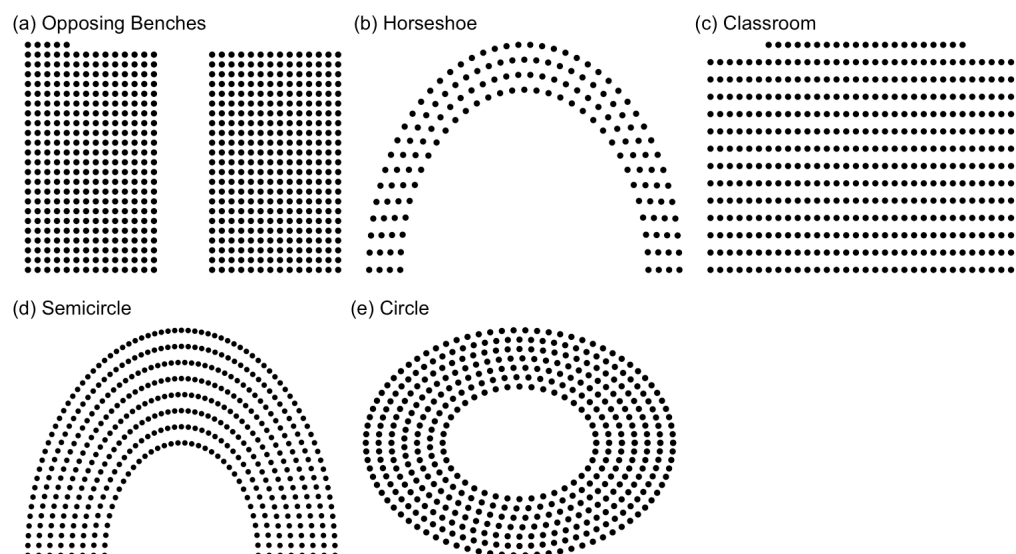 (a) Opposing Benches
(b) Horseshoe
(c) Classroom
(d) Semicircle
(e) Circle